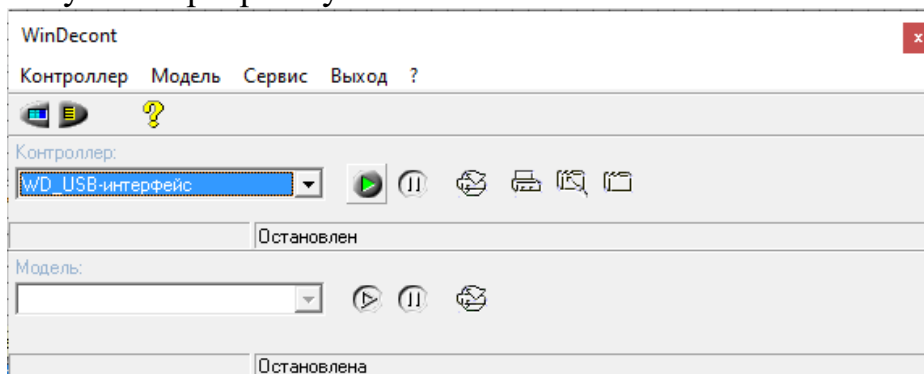 WinDecont
Контроллер Модель Сервис Выход ?
Контроллер:
WD_USB-интерфейс
Остановлен
Модель:
Остановлена